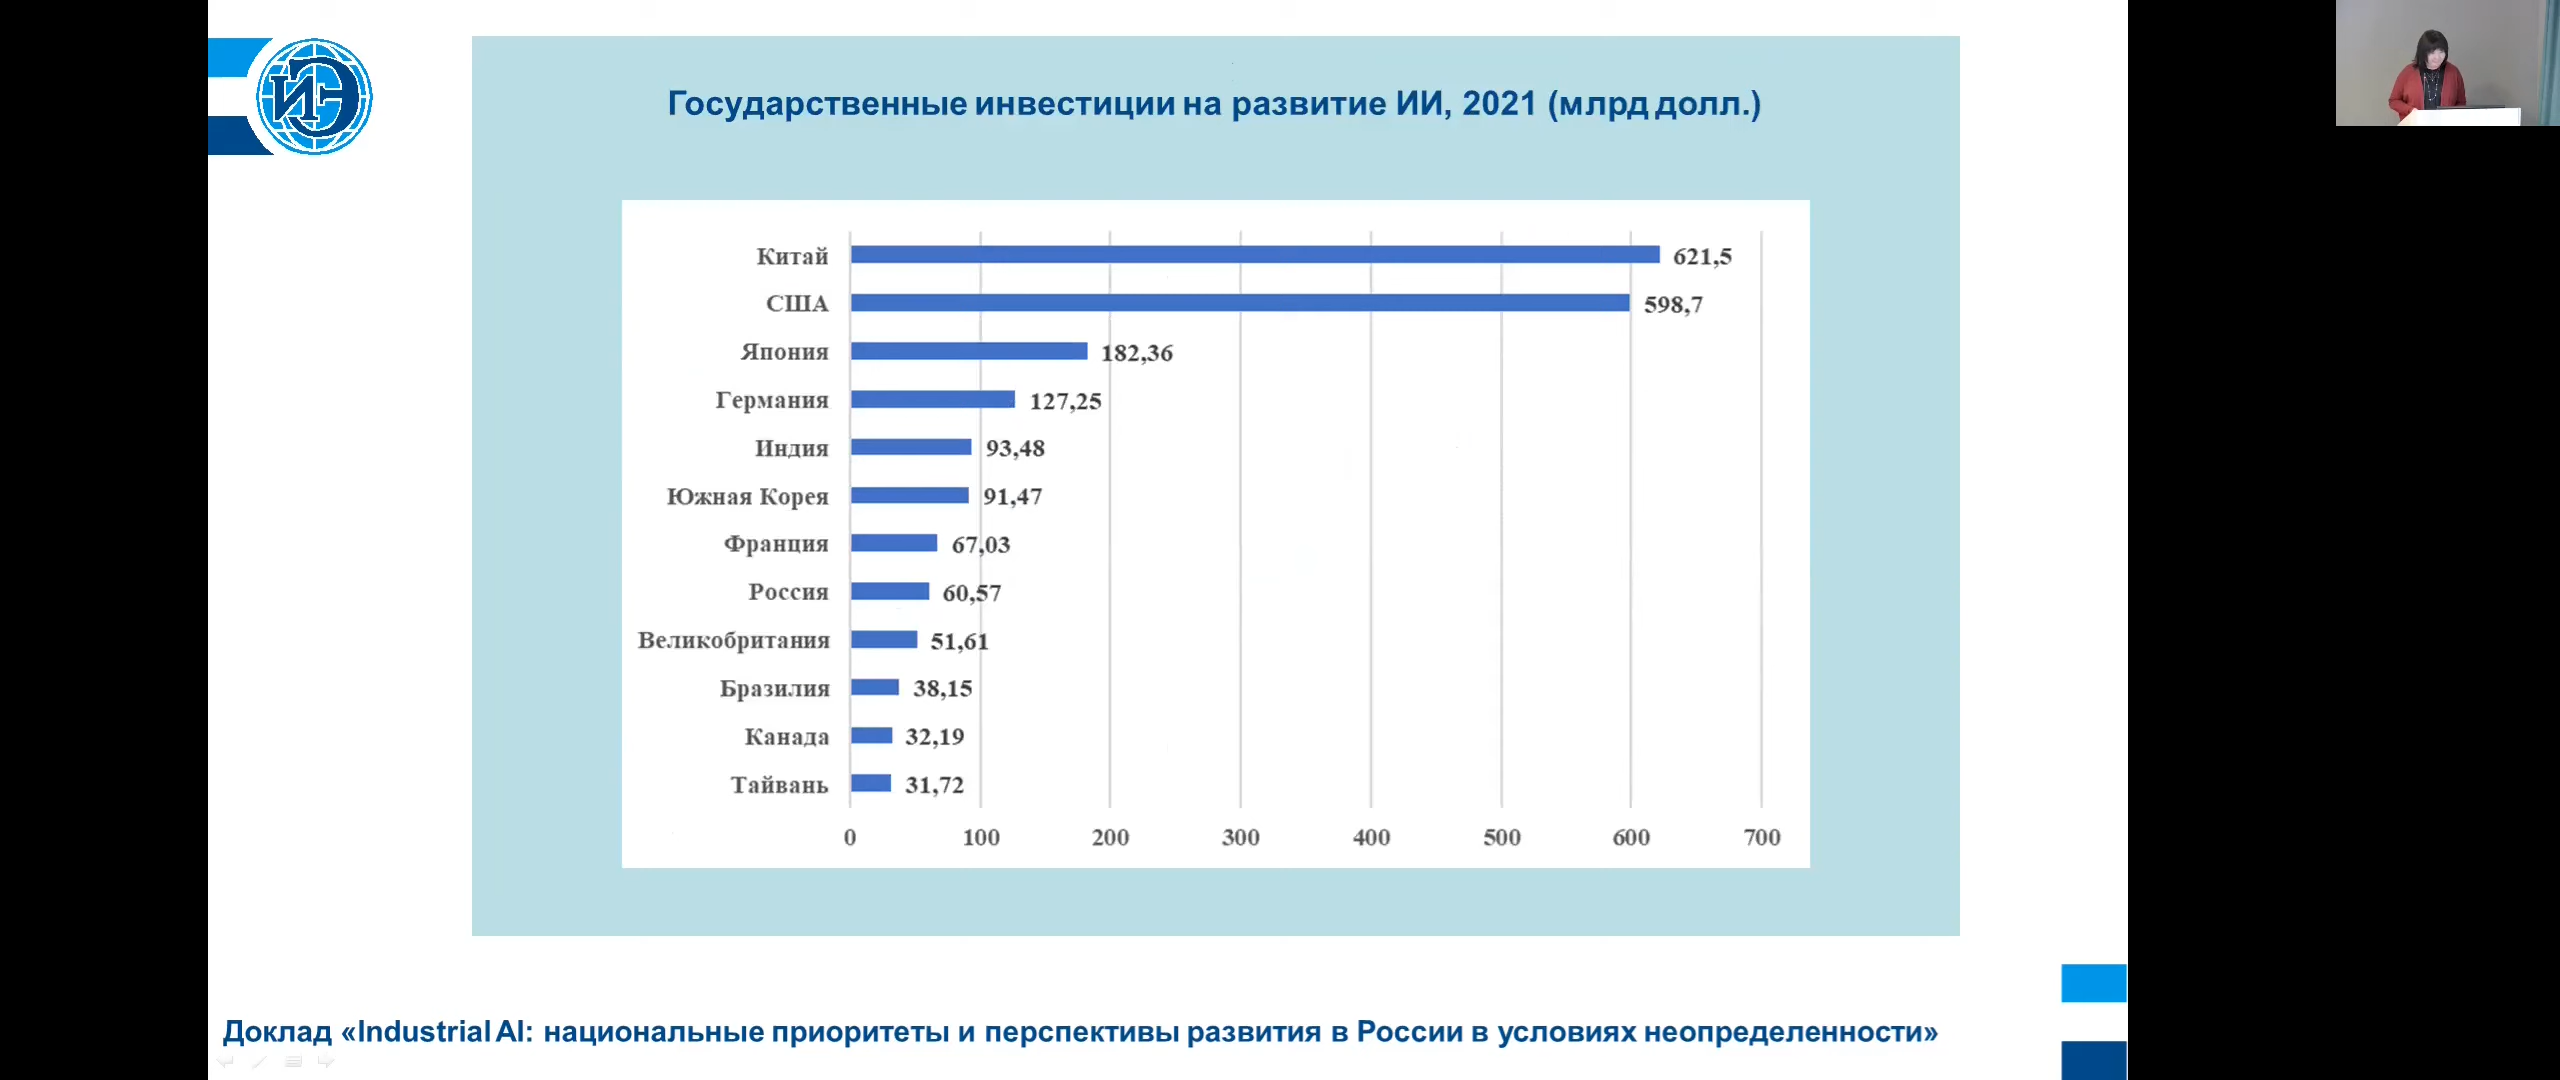 ИЭ
Государственные инвестиции на развитие ИИ, 2021 (млрд долл.)
Китай 621,5
США 598,7
Япония 182,36
Германия 127,25
Индия 93,48
Южная Корея 91,47
Франция 67,03
Россия 60,57
Великобритания 51,61
Бразилия 38,15
Канада 32,19
Тайвань 31,72
0 100 200 300 400 500 600 700
Доклад «Industrial AI: национальные приоритеты и перспективы развития в России в условиях неопределенности»